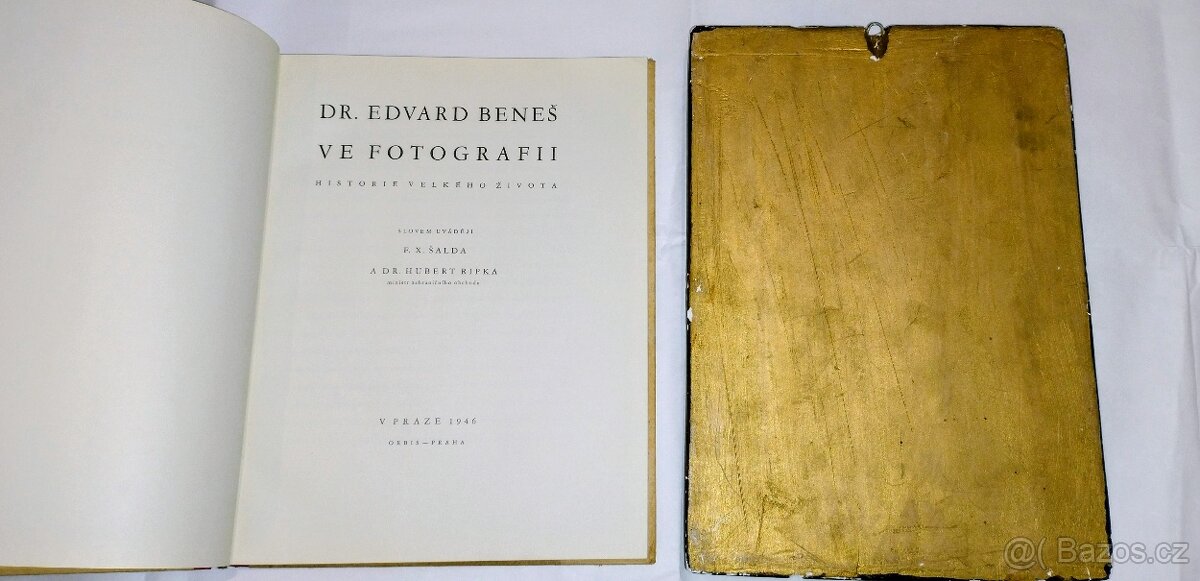 DR. EDVARD BENEŠ
VE FOTOGRAFII
HISTORIE VELKÉHO ŽIVOTA
SLOVEM UVÁDĚJÍ
F. X. ŠALDA
A DR. HUBERT RIPKA
ministr zahraničního obchodu
V PRAZE 1946
ORBIS—PRAHA
@( Bazos.cz